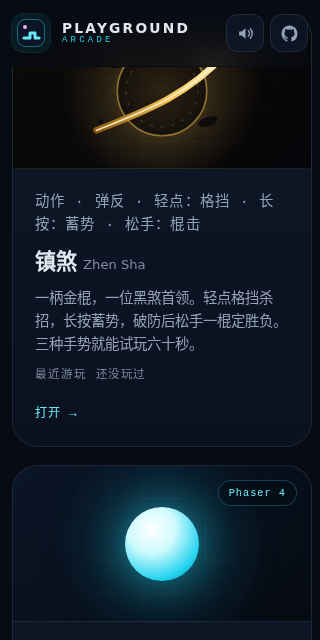 PLAYGROUND
ARCADE
动作 · 弹反 · 轻点：格挡 · 长
按：蓄势 · 松手：棍击
镇煞 Zhen Sha
一柄金棍，一位黑煞首领。轻点格挡杀
招，长按蓄势，破防后松手一棍定胜负。
三种手势就能试玩六十秒。
最近游玩 还没玩过
打开 →
Phaser 4